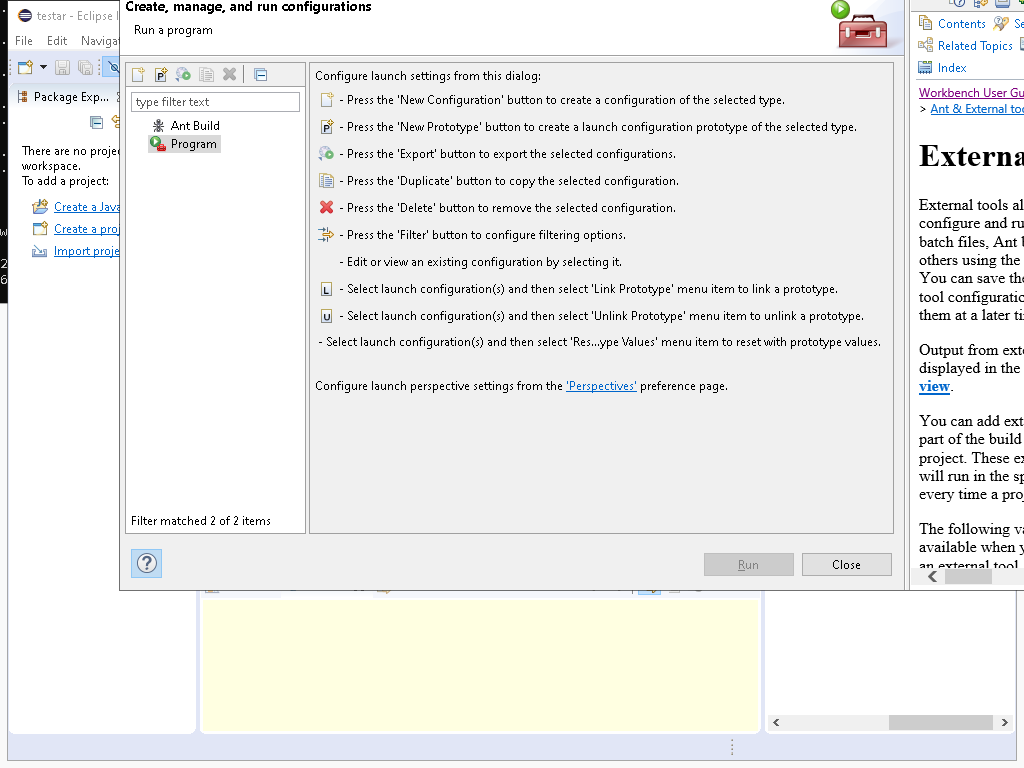 testar - Eclipse I
File Edit Navigat
Package Exp...
There are no proje
workspace.
To add a project:
Create a Java
Create a proj
Import proje
Create, manage, and run configurations
Run a program
type filter text
Ant Build
Program
Filter matched 2 of 2 items
Configure launch settings from this dialog:
- Press the 'New Configuration' button to create a configuration of the selected type.
- Press the 'New Prototype' button to create a launch configuration prototype of the selected type.
- Press the 'Export' button to export the selected configurations.
- Press the 'Duplicate' button to copy the selected configuration.
- Press the 'Delete' button to remove the selected configuration.
- Press the 'Filter' button to configure filtering options.
- Edit or view an existing configuration by selecting it.
- Select launch configuration(s) and then select 'Link Prototype' menu item to link a prototype.
- Select launch configuration(s) and then select 'Unlink Prototype' menu item to unlink a prototype.
- Select launch configuration(s) and then select 'Res...ype Values' menu item to reset with prototype values.
Configure launch perspective settings from the 'Perspectives' preference page.
Run
Close
Contents Se
Related Topics
Index
Workbench User Gu
> Ant & External too
Externa
External tools al
configure and ru
batch files, Ant b
others using the
You can save the
tool configuratio
them at a later ti
Output from exte
displayed in the
view.
You can add exte
part of the build
project. These ex
will run in the sp
every time a proj
The following va
available when y
an external tool